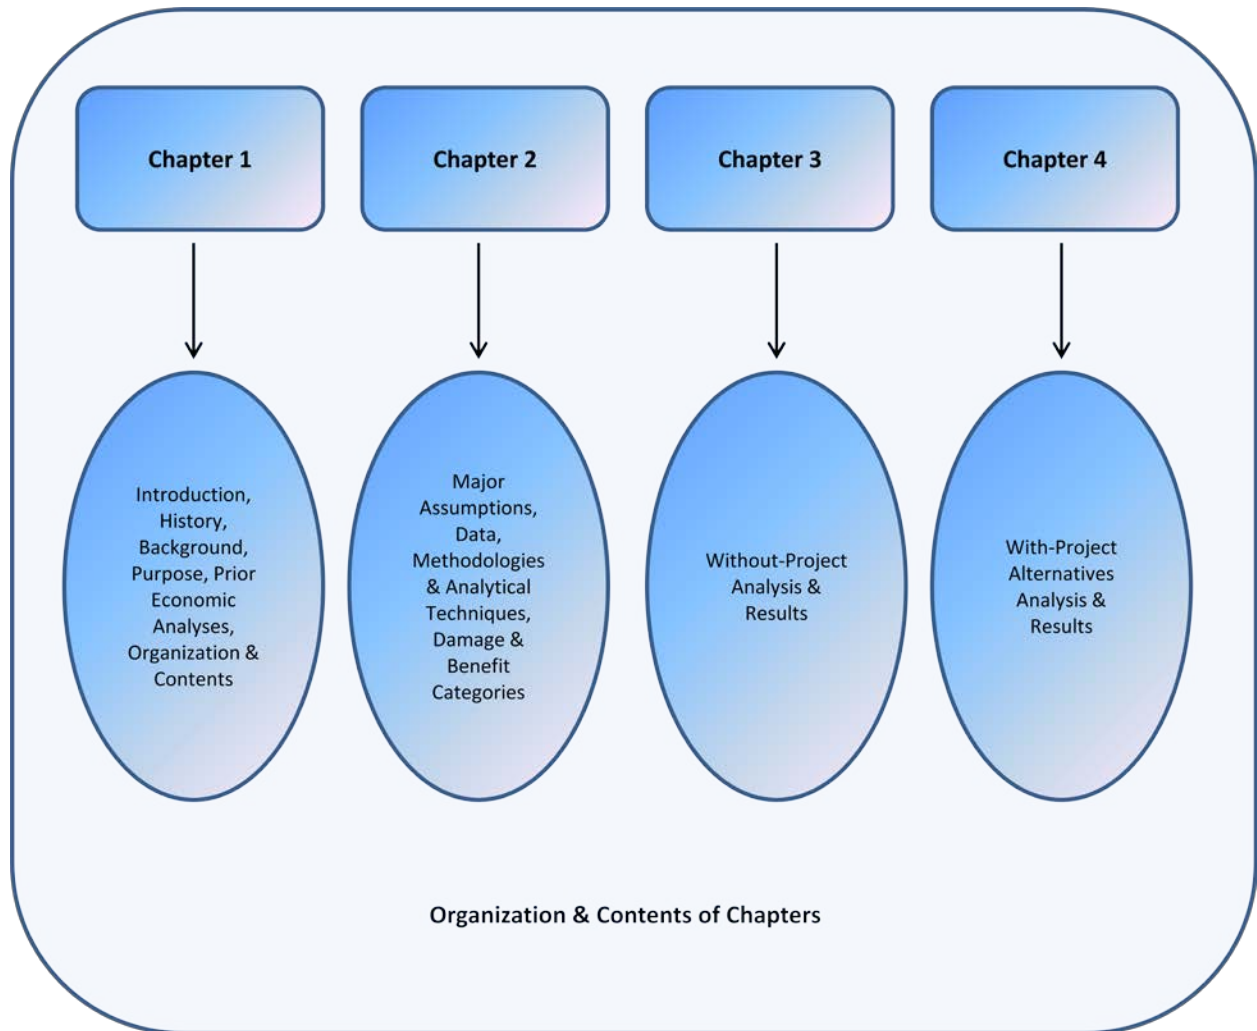 Chapter 1
Chapter 2
Chapter 3
Chapter 4
Introduction,
History,
Background,
Purpose, Prior
Economic
Analyses,
Organization &
Contents
Major
Assumptions,
Data,
Methodologies
& Analytical
Techniques,
Damage &
Benefit
Categories
Without-Project
Analysis &
Results
With-Project
Alternatives
Analysis &
Results
Organization & Contents of Chapters